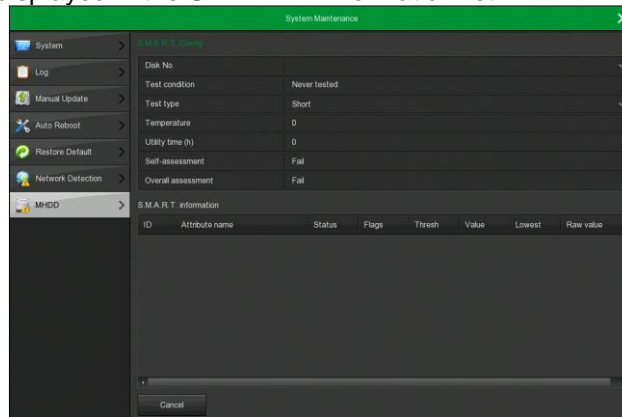 System Maintenance
System
Log
Manual Update
Auto Reboot
Restore Default
Network Detection
MHDD
S.M.A.R.T. Config
Disk No.
Test condition Never tested
Test type Short
Temperature 0
Utility time (h) 0
Self-assessment Fail
Overall assessment Fail
S.M.A.R.T. information
ID Attribute name Status Flags Thresh Value Lowest Raw value
Cancel